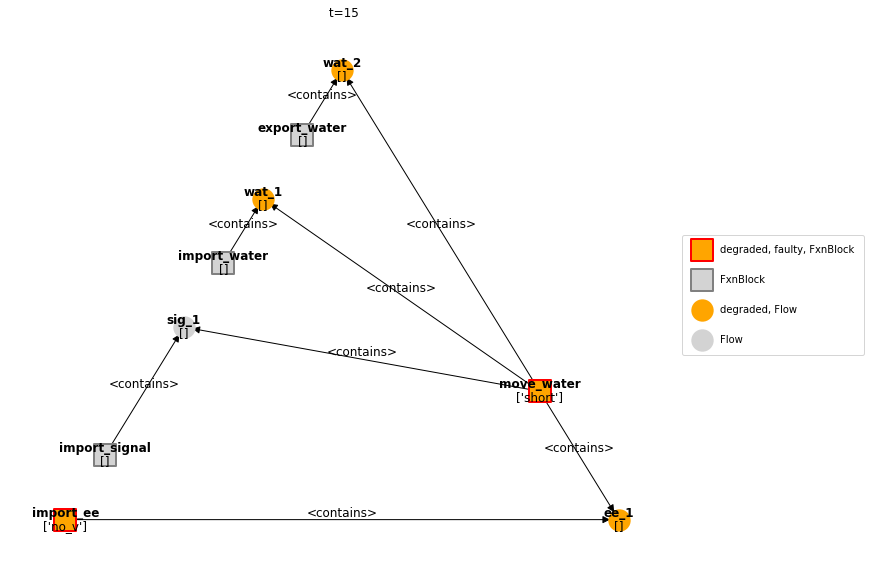 t=15
wat_2
[]
<contains>
export_water
[]
wat_1
[]
<contains>
<contains>
import_water
[]
degraded, faulty, FxnBlock
FxnBlock
<contains>
degraded, Flow
sig_1
[]
Flow
<contains>
<contains>
move_water
['short']
import_signal
[]
<contains>
import_ee
['no_v']
<contains>
ee_1
[]